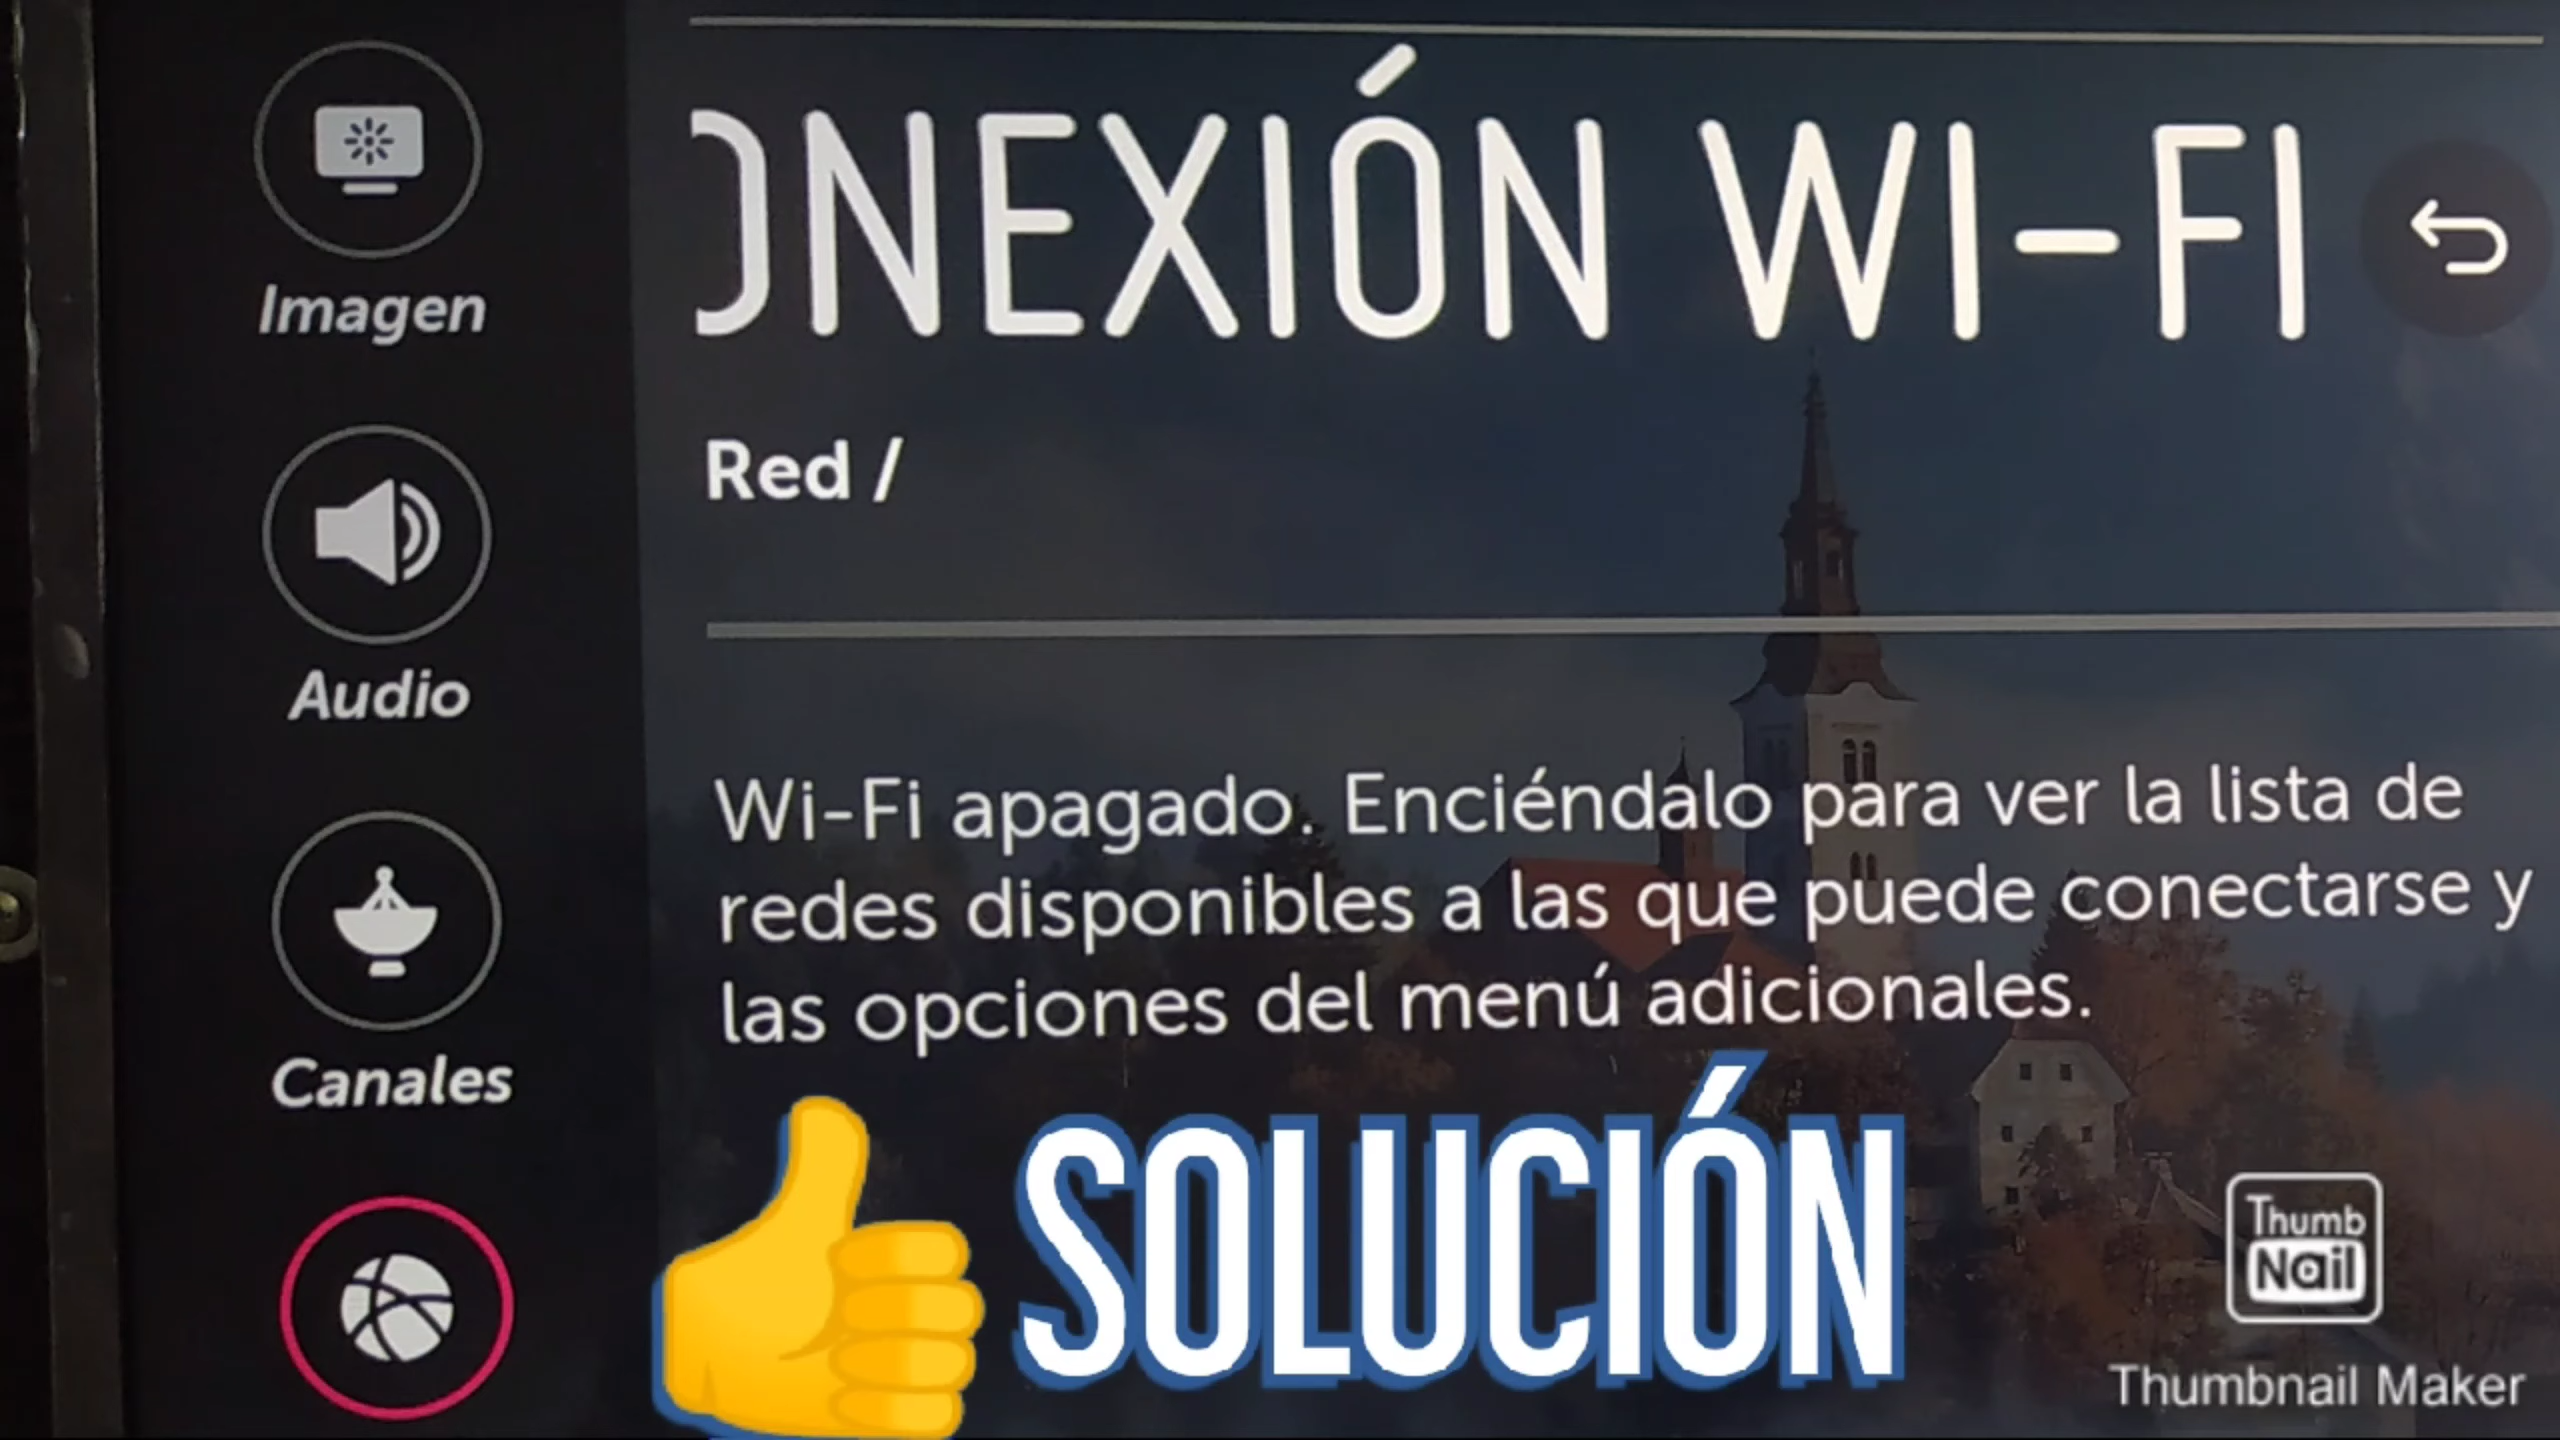 ONEXIÓN WI-FI
Imagen
Red /
Audio
Wi-Fi apagado. Enciéndalo para ver la lista de
redes disponibles a las que puede conectarse y
las opciones del menú adicionales.
Canales
SOLUCIÓN
Thumb
Nail
Thumbnail Maker